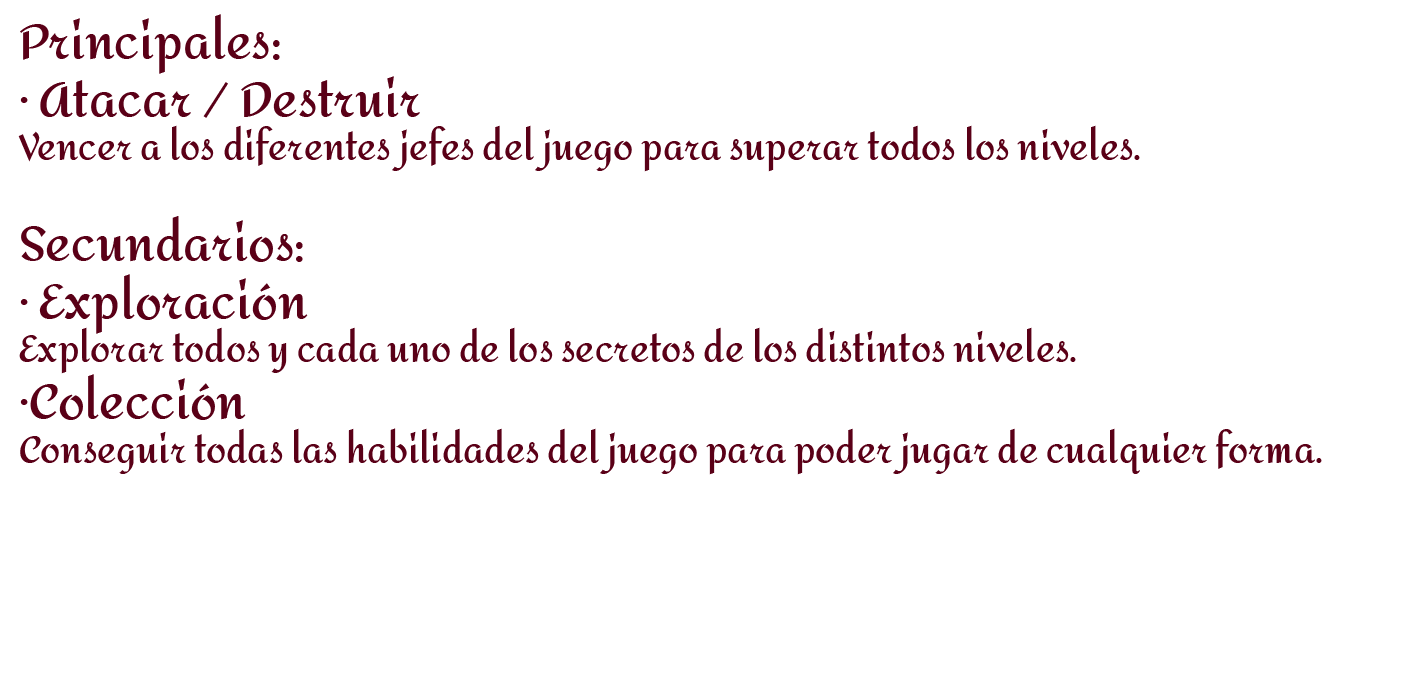 Principales:
· Atacar / Destruir
Vencer a los diferentes jefes del juego para superar todos los niveles.
Secundarios:
· Exploración
Explorar todos y cada uno de los secretos de los distintos niveles.
·Colección
Conseguir todas las habilidades del juego para poder jugar de cualquier forma.